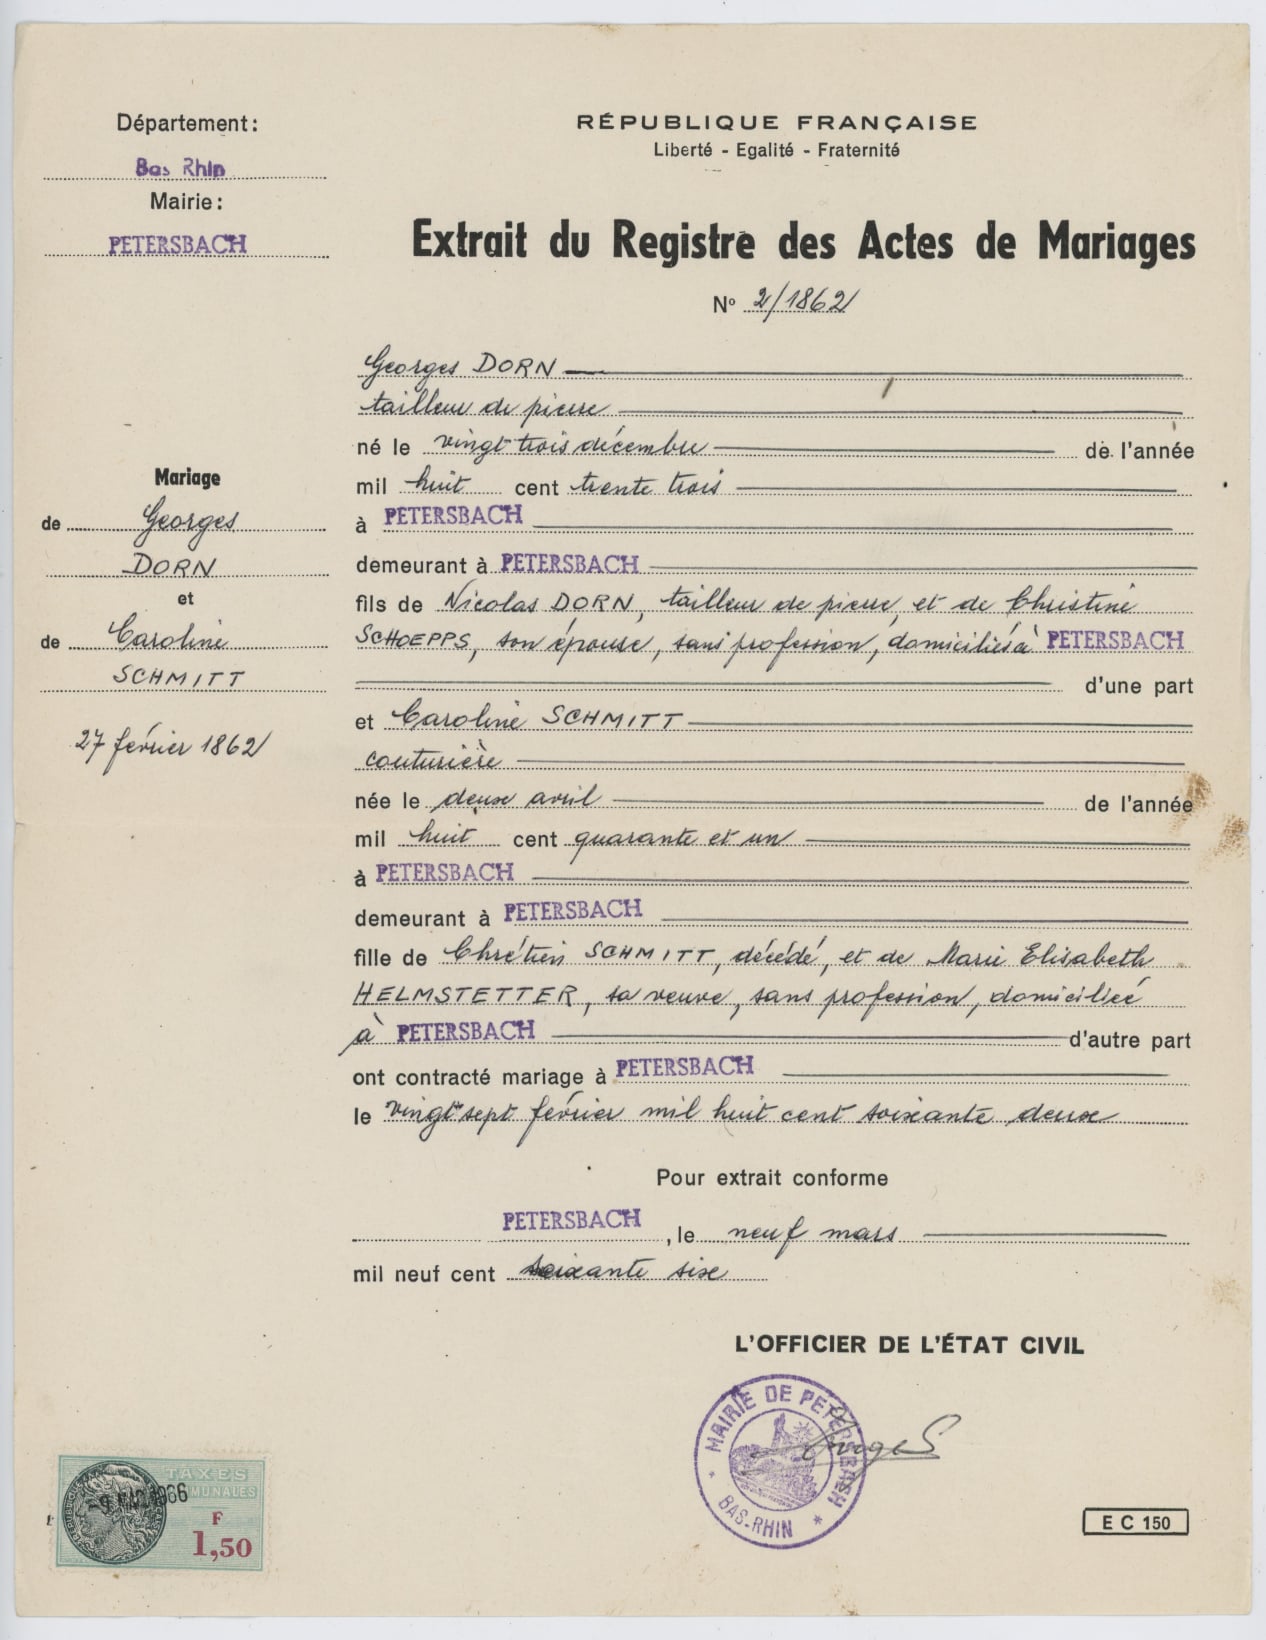 Département:
Bas Rhin
Mairie:
PETERSBACH
RÉPUBLIQUE FRANÇAISE
Liberté - Egalité - Fraternité
Extrait du Registre des Actes de Mariages
Nº 2/1862
Mariage
de Georges
DORN
et
de Caroline
SCHMITT
27 février 1862
Georges DORN
tailleur de pierre
né le vingt-trois décembre de l'année
mil huit cent trente trois
à PETERSBACH
demeurant à PETERSBACH
fils de Nicolas DORN, tailleur de pierre, et de Christine
SCHOEPPS, son épouse, sans profession, domiciliés à PETERSBACH
d'une part
et Caroline SCHMITT
couturière
née le deux avril de l'année
mil huit cent quarante et un
à PETERSBACH
demeurant à PETERSBACH
fille de Chrétien SCHMITT, décédé, et de Marie Elisabeth
HELMSTETTER, sa veuve, sans profession, domiciliée
à PETERSBACH d'autre part
ont contracté mariage à PETERSBACH
le vingt-sept février mil huit cent soixante deux
Pour extrait conforme
PETERSBACH, le neuf mars
mil neuf cent soixante six
L'OFFICIER DE L'ÉTAT CIVIL
MAIRIE DE PETERSBACH
* BAS-RHIN *
TAXES
COMMUNALES
-9 MAR 1966
F
1,50
E C 150